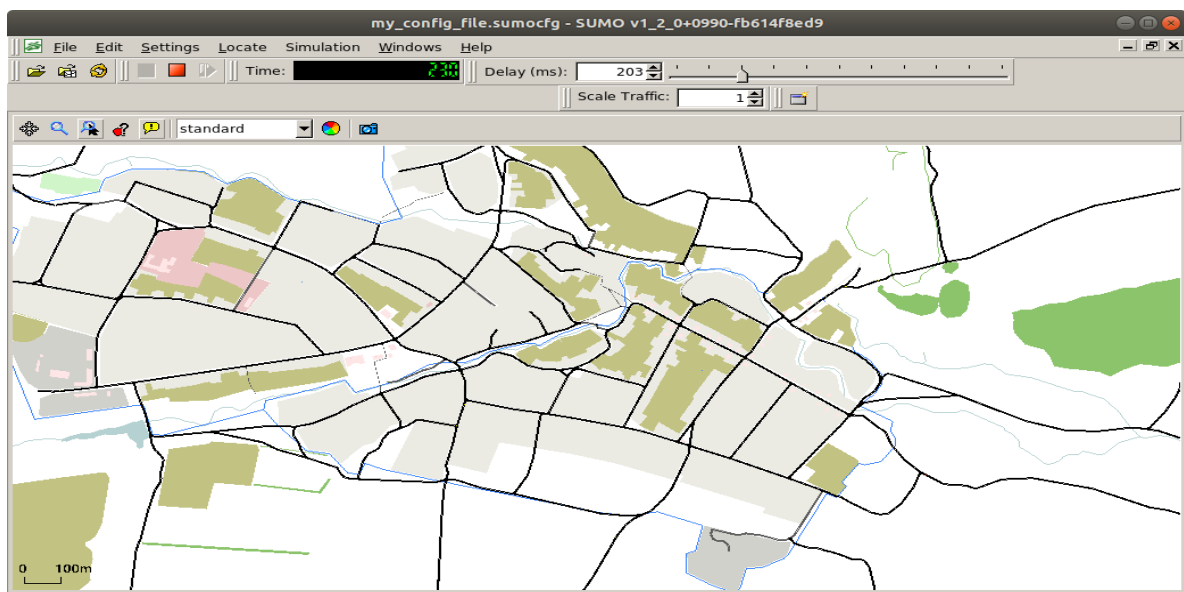 my_config_file.sumocfg - SUMO v1_2_0+0990-fb614f8ed9
File Edit Settings Locate Simulation Windows Help
Time: 230 Delay (ms): 203
Scale Traffic: 1
standard
0 100m